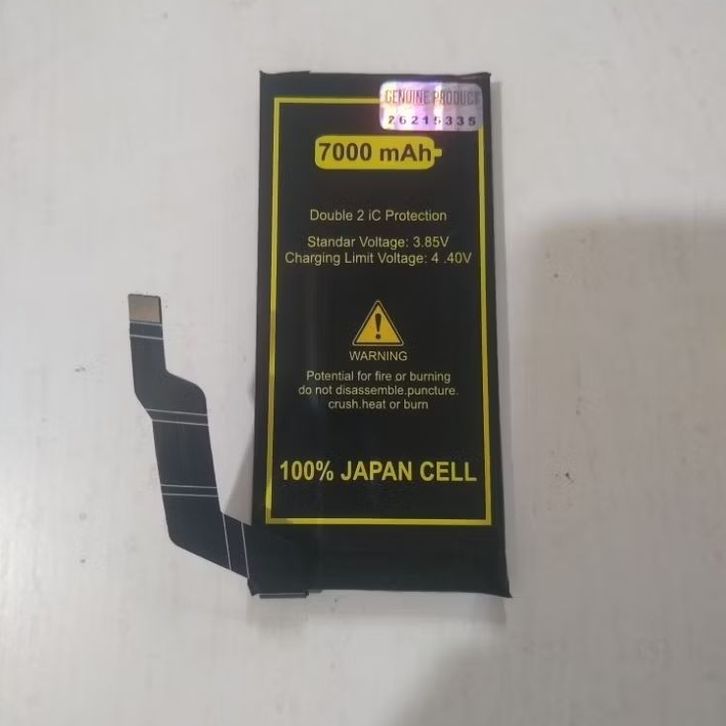 GENUINE PRODUCT
26215335
7000 mAh
Double 2 iC Protection
Standar Voltage: 3.85V
Charging Limit Voltage: 4 .40V
WARNING
Potential for fire or burning
do not disassemble.puncture.
crush.heat or burn
100% JAPAN CELL